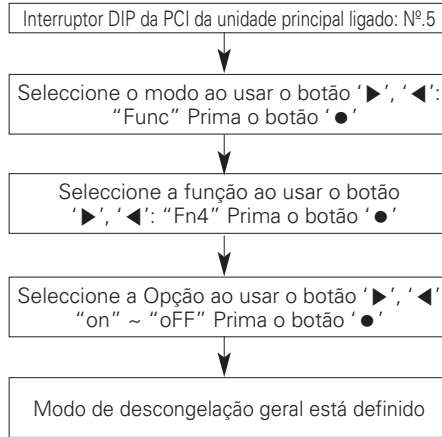 Interruptor DIP da PCI da unidade principal ligado: Nº.5
Seleccione o modo ao usar o botão ‘▶’, ‘◀’:
“Func” Prima o botão ‘●’
Seleccione a função ao usar o botão
‘▶’, ‘◀’: “Fn4” Prima o botão ‘●’
Seleccione a Opção ao usar o botão ‘▶’, ‘◀’
“on” ~ “oFF” Prima o botão ‘●’
Modo de descongelação geral está definido